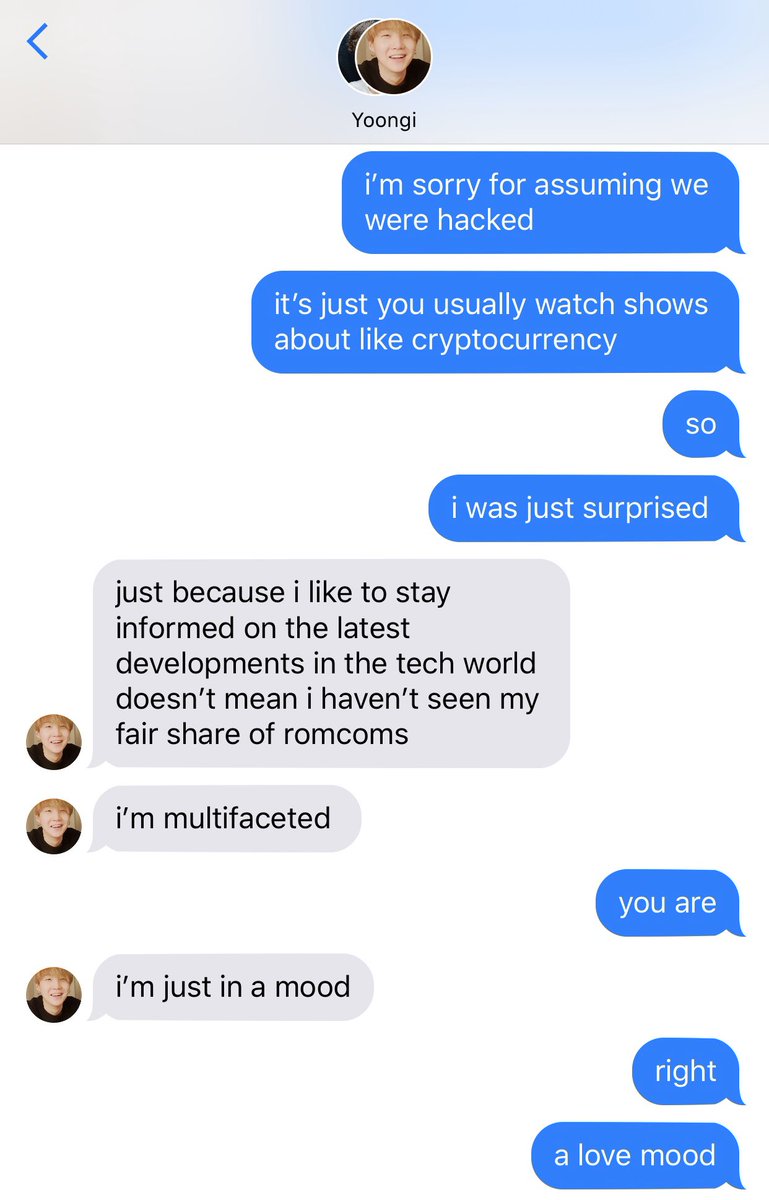 Yoongi
i’m sorry for assuming we
were hacked
it’s just you usually watch shows
about like cryptocurrency
so
i was just surprised
just because i like to stay
informed on the latest
developments in the tech world
doesn’t mean i haven’t seen my
fair share of romcoms
i’m multifaceted
you are
i’m just in a mood
right
a love mood